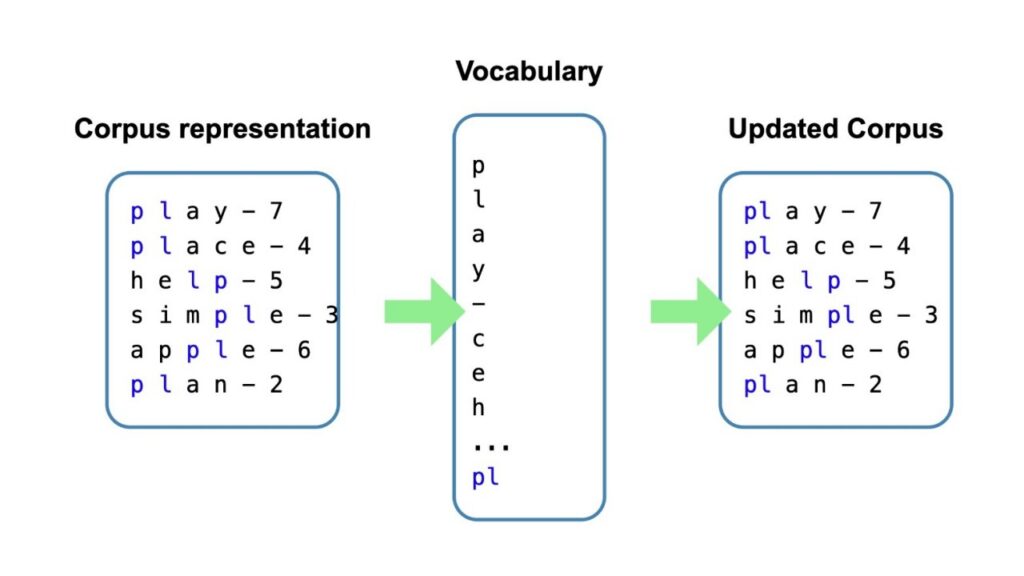 Vocabulary
Corpus representation
p l a y – 7
p l a c e – 4
h e l p – 5
s i m p l e – 3
a p p l e – 6
p l a n – 2
p
l
a
y
–
c
e
h
...
pl
Updated Corpus
pl a y – 7
pl a c e – 4
h e l p – 5
s i m pl e – 3
a p pl e – 6
pl a n – 2